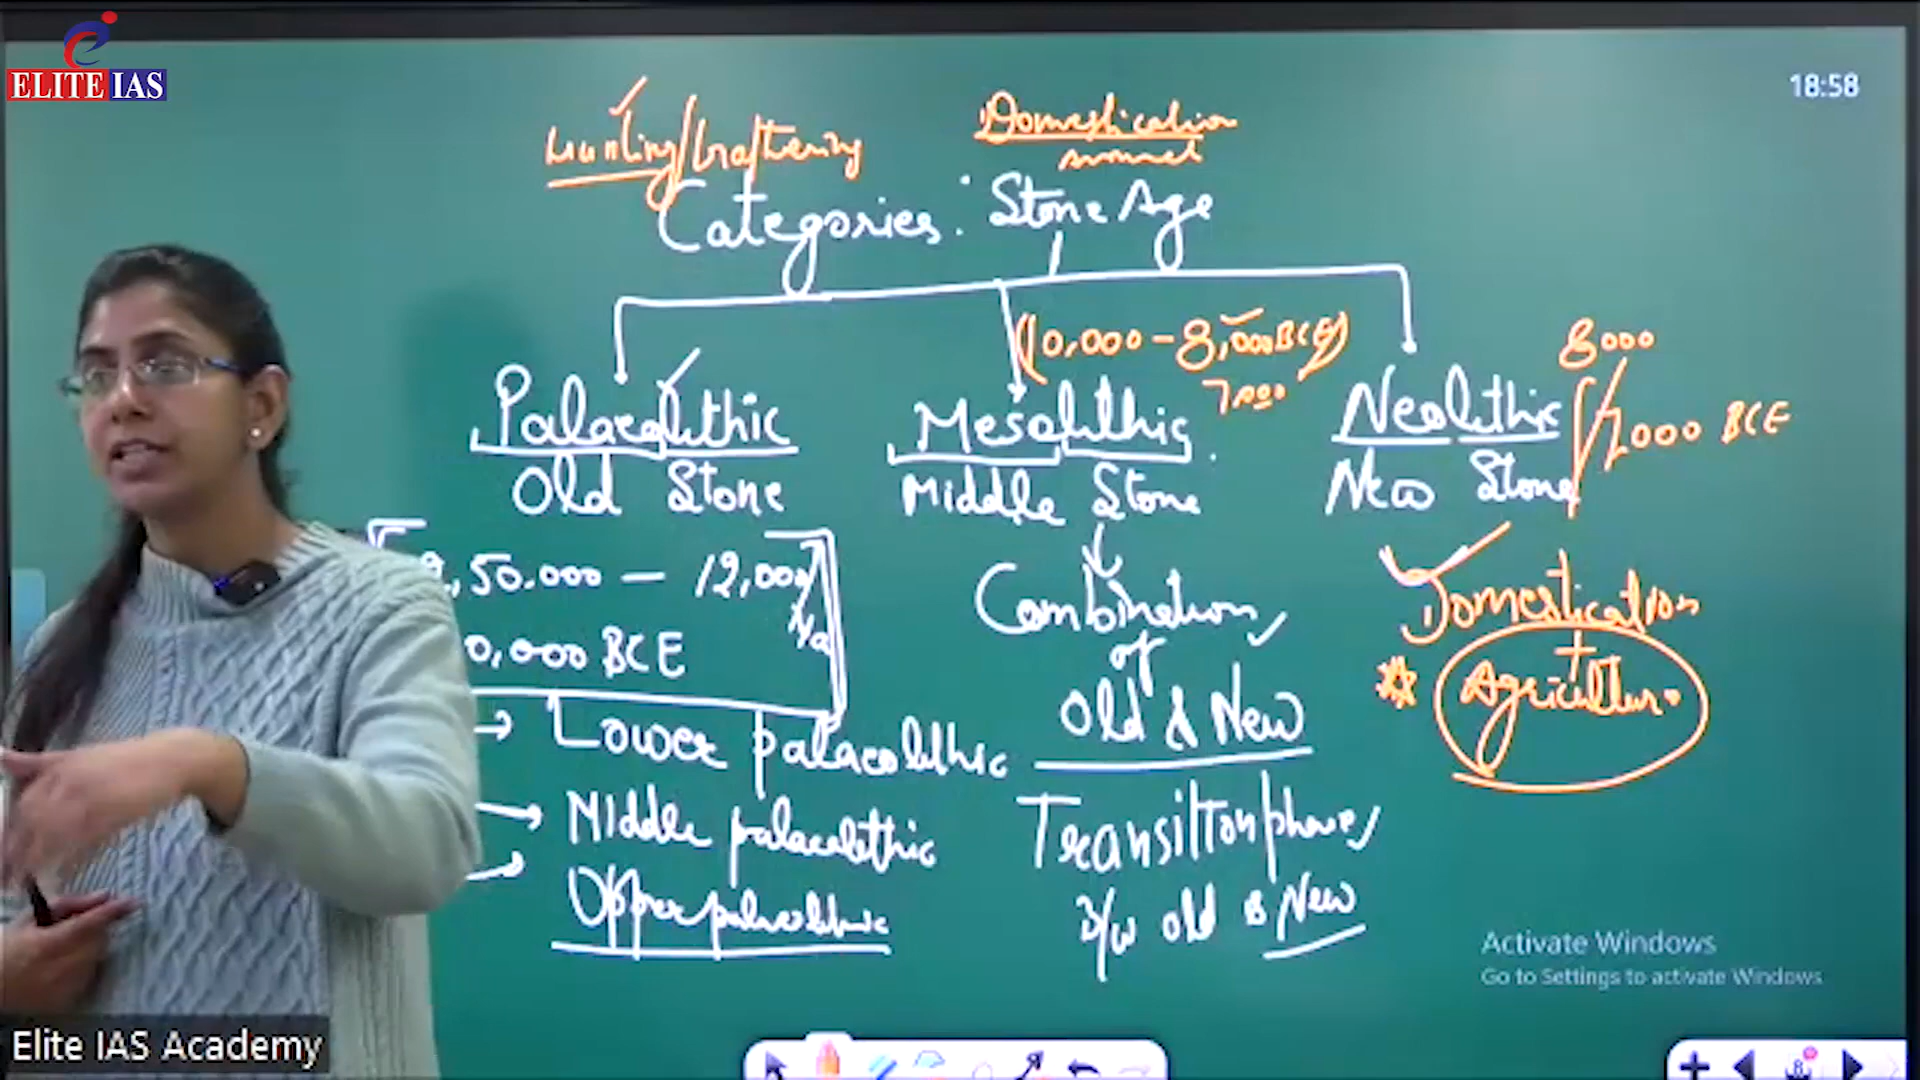 ELITE IAS
18:58
Hunting/Gathering
Domestication
Categories: Stone Age
(10,000 - 8,000 BCE)
7000
8000
7000 BCE
Palaeolithic
Mesolithic
Neolithic
Old Stone
Middle Stone
New Stone
2,50,000 - 12,000
10,000 BCE
Combination
of
Old & New
Domestication
+
Agriculture
→ Lower palaeolithic
→ Middle palaeolithic
→ Upper palaeolithic
Transition phase
b/w old & New
Activate Windows
Go to Settings to activate Windows
Elite IAS Academy